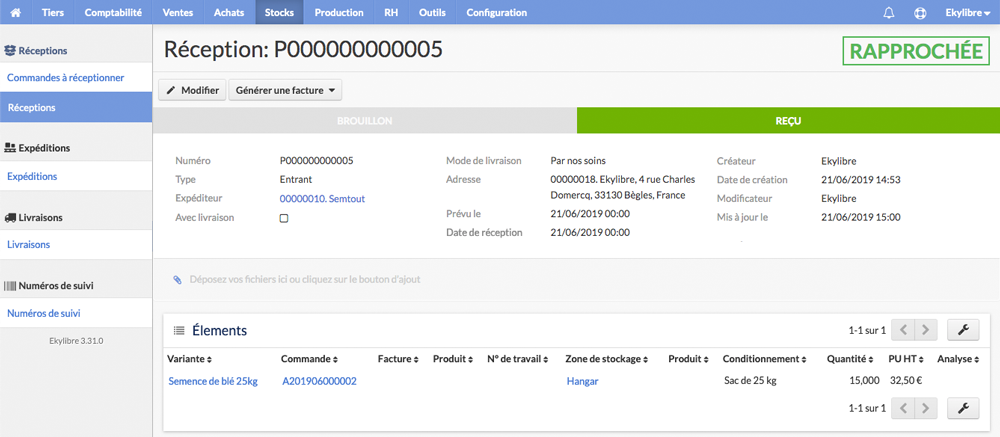 Tiers Comptabilité Ventes Achats Stocks Production RH Outils Configuration Ekylibre
Réceptions
Commandes à réceptionner
Réceptions
Expéditions
Expéditions
Livraisons
Livraisons
Numéros de suivi
Numéros de suivi
Ekylibre 3.31.0
Réception: P000000000005
RAPPROCHÉE
Modifier Générer une facture
BROUILLON REÇU
Numéro P000000000005
Type Entrant
Expéditeur 00000010. Semtout
Avec livraison
Mode de livraison Par nos soins
Adresse 00000018. Ekylibre, 4 rue Charles
Domercq, 33130 Bègles, France
Prévu le 21/06/2019 00:00
Date de réception 21/06/2019 00:00
Créateur Ekylibre
Date de création 21/06/2019 14:53
Modificateur Ekylibre
Mis à jour le 21/06/2019 15:00
Déposez vos fichiers ici ou cliquez sur le bouton d'ajout
Élements 1-1 sur 1
Variante Commande Facture Produit N° de travail Zone de stockage Produit Conditionnement Quantité PU HT Analyse
Semence de blé 25kg A201906000002 Hangar Sac de 25 kg 15,000 32,50 €
1-1 sur 1